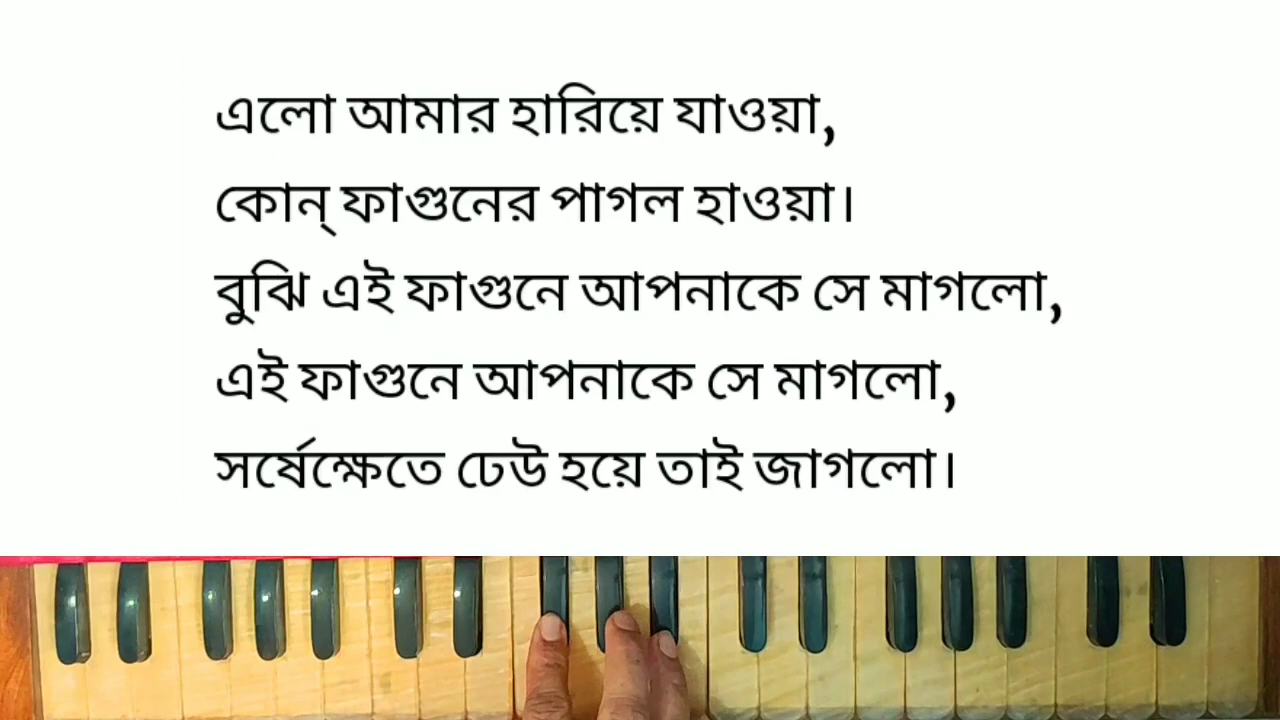 এলো আমার হারিয়ে যাওয়া,
কোন্ ফাগুনের পাগল হাওয়া।
বুঝি এই ফাগুনে আপনাকে সে মাগলো,
এই ফাগুনে আপনাকে সে মাগলো,
সর্ষেক্ষেতে ঢেউ হয়ে তাই জাগলো।